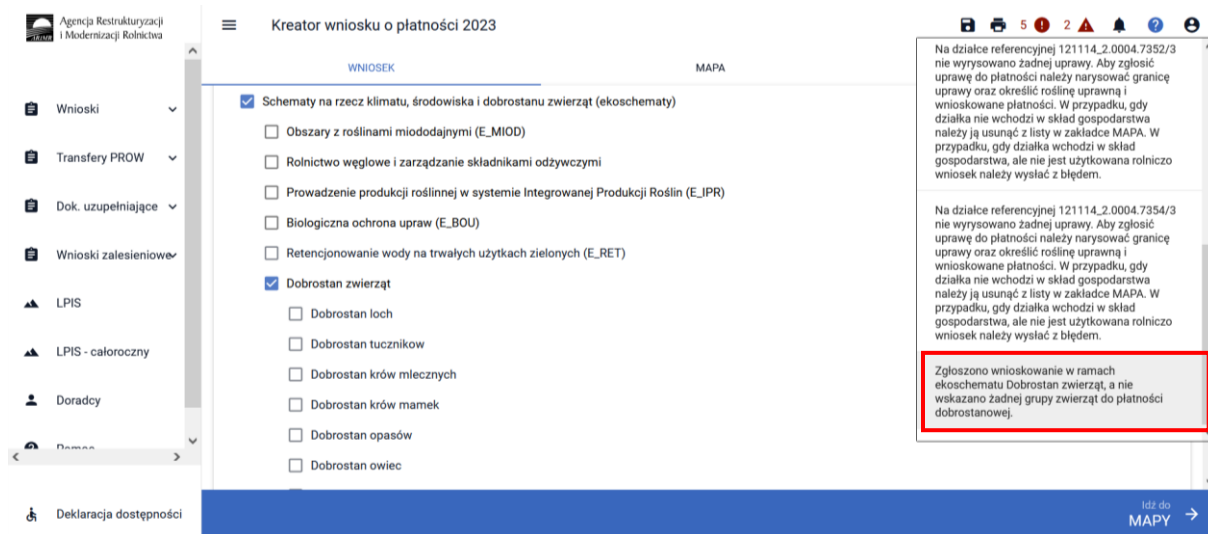 Agencja Restrukturyzacji
i Modernizacji Rolnictwa
ARiMR
Kreator wniosku o płatności 2023
5
2
WNIOSEK
MAPA
Wnioski
Transfery PROW
Dok. uzupełniające
Wnioski zalesieniowe
LPIS
LPIS - całoroczny
Doradcy
Pomoc
Deklaracja dostępności
Schematy na rzecz klimatu, środowiska i dobrostanu zwierząt (ekoschematy)
Obszary z roślinami miododajnymi (E_MIOD)
Rolnictwo węglowe i zarządzanie składnikami odżywczymi
Prowadzenie produkcji roślinnej w systemie Integrowanej Produkcji Roślin (E_IPR)
Biologiczna ochrona upraw (E_BOU)
Retencjonowanie wody na trwałych użytkach zielonych (E_RET)
Dobrostan zwierząt
Dobrostan loch
Dobrostan tucznikow
Dobrostan krów mlecznych
Dobrostan krów mamek
Dobrostan opasów
Dobrostan owiec
Na działce referencyjnej 121114_2.0004.7352/3
nie wyrysowano żadnej uprawy. Aby zgłosić
uprawę do płatności należy narysować granicę
uprawy oraz określić roślinę uprawną i
wnioskowane płatności. W przypadku, gdy
działka nie wchodzi w skład gospodarstwa
należy ją usunąć z listy w zakładce MAPA. W
przypadku, gdy działka wchodzi w skład
gospodarstwa, ale nie jest użytkowana rolniczo
wniosek należy wysłać z błędem.
Na działce referencyjnej 121114_2.0004.7354/3
nie wyrysowano żadnej uprawy. Aby zgłosić
uprawę do płatności należy narysować granicę
uprawy oraz określić roślinę uprawną i
wnioskowane płatności. W przypadku, gdy
działka nie wchodzi w skład gospodarstwa
należy ją usunąć z listy w zakładce MAPA. W
przypadku, gdy działka wchodzi w skład
gospodarstwa, ale nie jest użytkowana rolniczo
wniosek należy wysłać z błędem.
Zgłoszono wnioskowanie w ramach
ekoschematu Dobrostan zwierząt, a nie
wskazano żadnej grupy zwierząt do płatności
dobrostanowej.
Idź do
MAPY